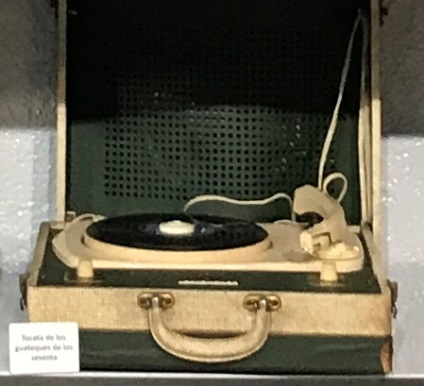 Tocata de los
guateques de los
sesenta